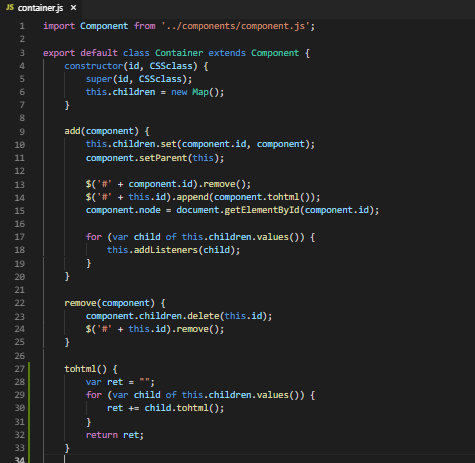 JS container.js ×
1 import Component from '../components/component.js';
2
3 export default class Container extends Component {
4     constructor(id, CSSclass) {
5         super(id, CSSclass);
6         this.children = new Map();
7     }
8
9     add(component) {
10         this.children.set(component.id, component);
11         component.setParent(this);
12
13         $('#' + component.id).remove();
14         $('#' + this.id).append(component.tohtml());
15         component.node = document.getElementById(component.id);
16
17         for (var child of this.children.values()) {
18             this.addListeners(child);
19         }
20     }
21
22     remove(component) {
23         component.children.delete(this.id);
24         $('#' + this.id).remove();
25     }
26
27     tohtml() {
28         var ret = "";
29         for (var child of this.children.values()) {
30             ret += child.tohtml();
31         }
32         return ret;
33     }
34